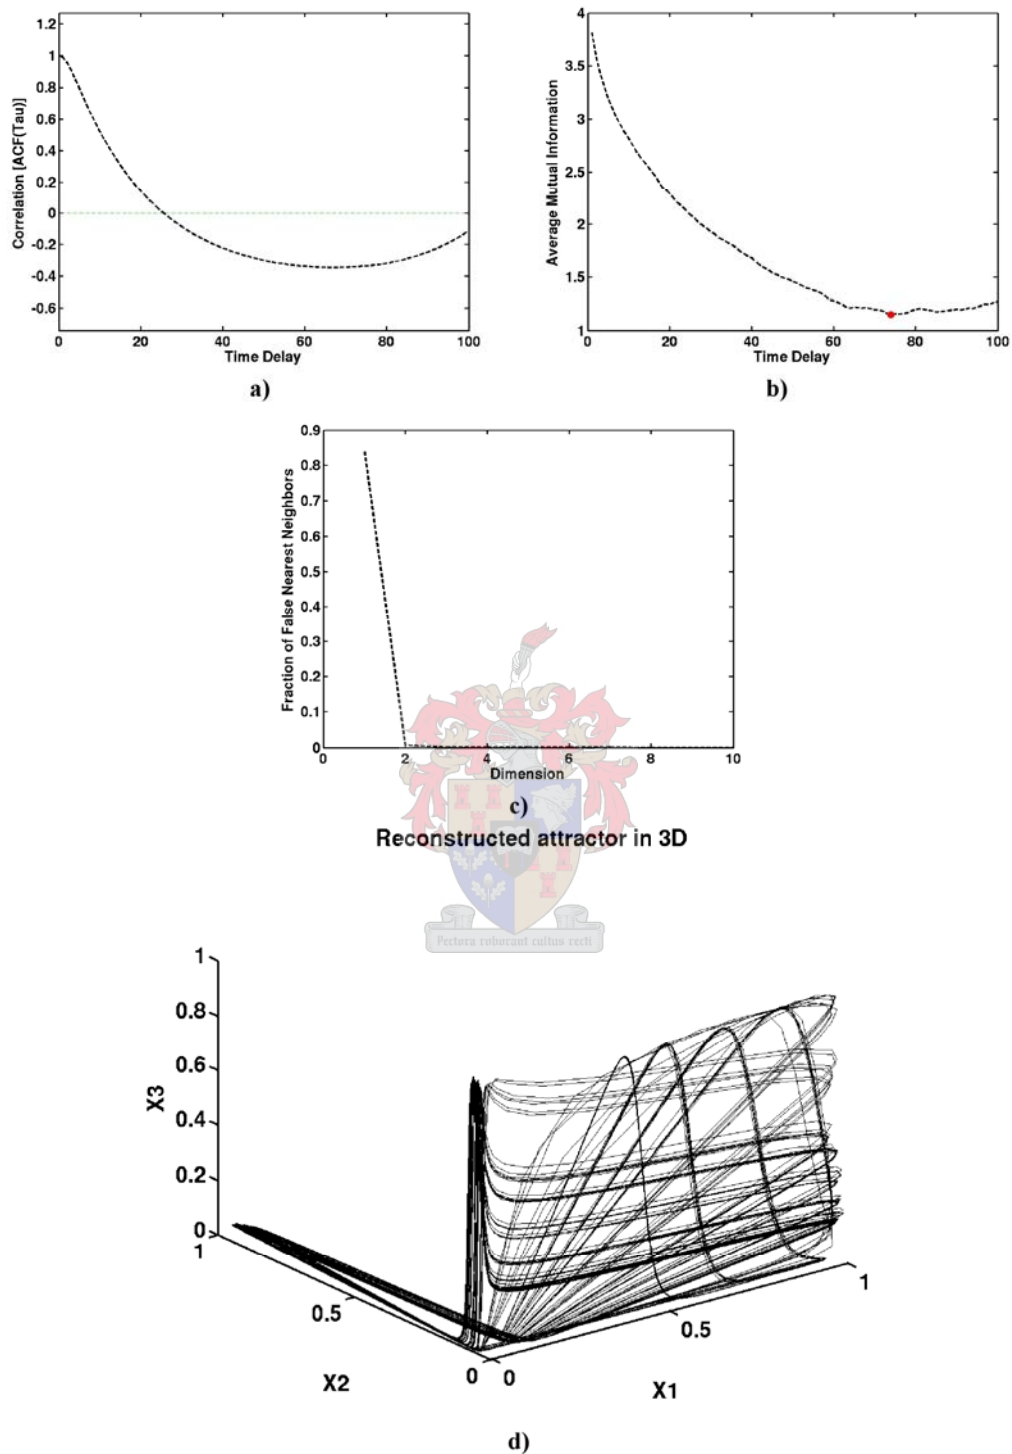 1.2
1
0.8
0.6
0.4
0.2
0
-0.2
-0.4
-0.6
Correlation [ACF(Tau)]
0 20 40 60 80 100
Time Delay
a)
4
3.5
3
2.5
2
1.5
1
Average Mutual Information
0 20 40 60 80 100
Time Delay
b)
0.9
0.8
0.7
0.6
0.5
0.4
0.3
0.2
0.1
0
Fraction of False Nearest Neighbors
0 2 4 6 8 10
Dimension
c)
Reconstructed attractor in 3D
Pectora roborant cultus recti
1
0.8
0.6
0.4
0.2
0
X3
1
0.5
0
X2
0
0.5
1
X1
d)